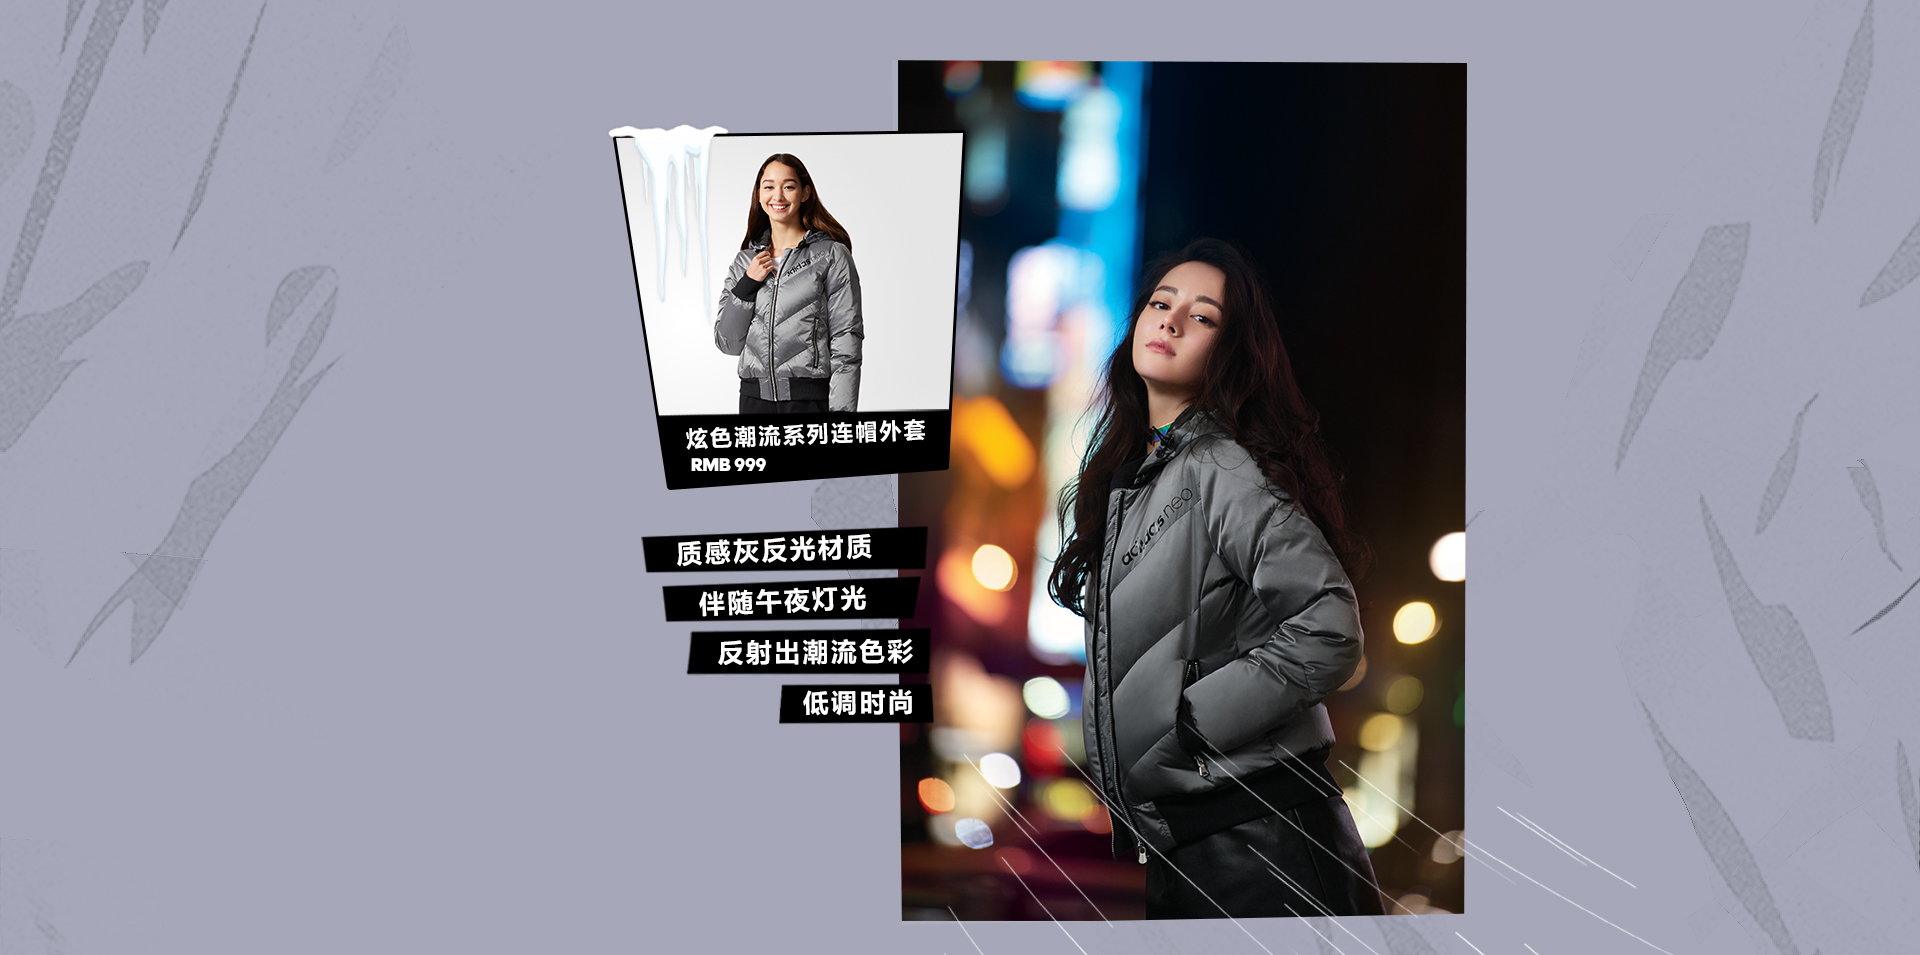 炫色潮流系列连帽外套
RMB 999
质感灰反光材质
伴随午夜灯光
反射出潮流色彩
低调时尚
adidas neo